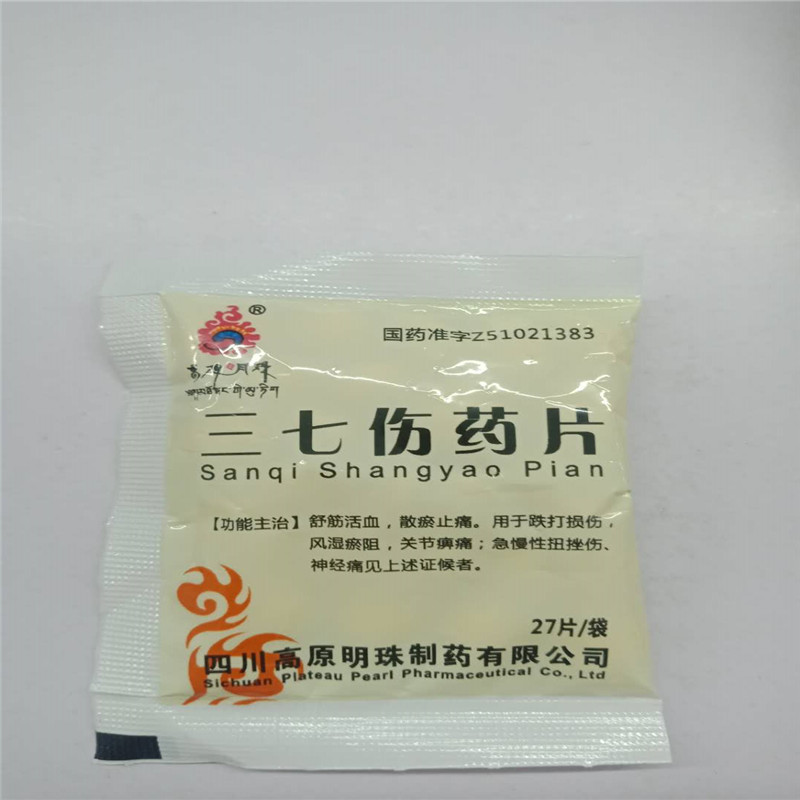 ®
国药准字Z51021383
高原明珠
三七伤药片
Sanqi Shangyao Pian
【功能主治】舒筋活血，散瘀止痛。用于跌打损伤，
风湿瘀阻，关节痹痛；急慢性扭挫伤、
神经痛见上述证候者。
27片/袋
四川高原明珠制药有限公司
Sichuan Plateau Pearl Pharmaceutical Co., Ltd